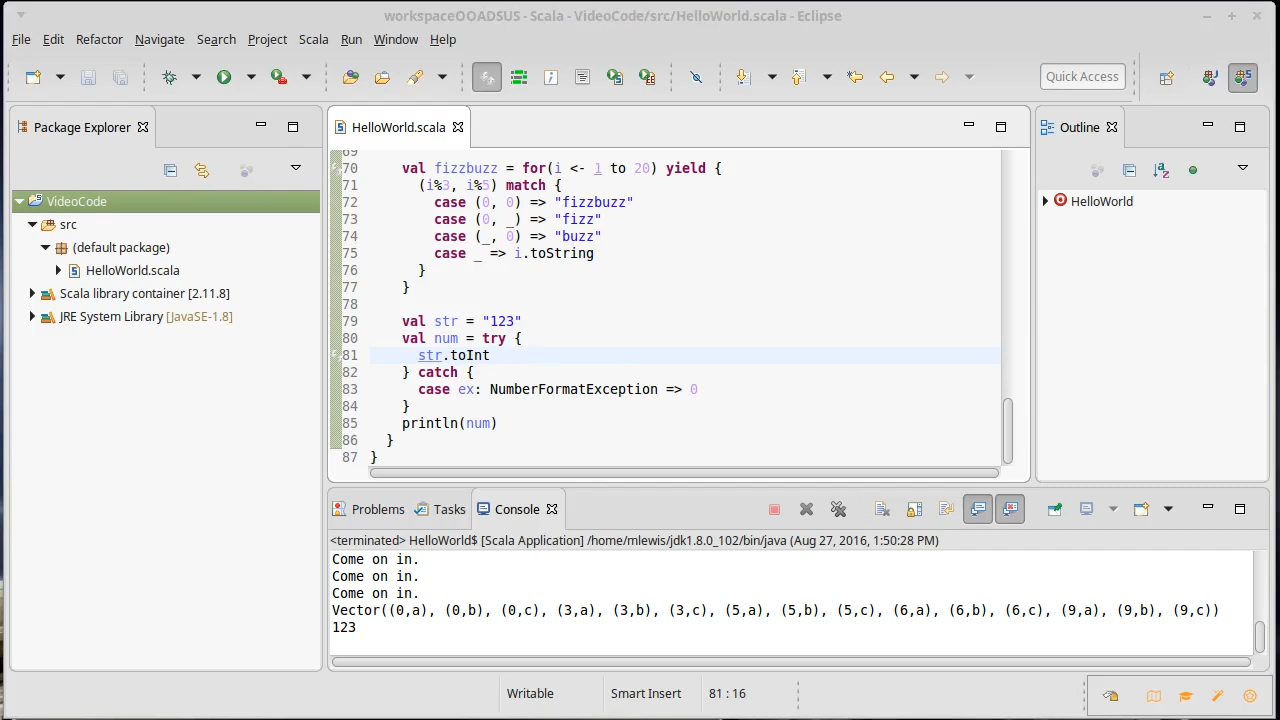 workspaceOOADSUS - Scala - VideoCode/src/HelloWorld.scala - Eclipse
File Edit Refactor Navigate Search Project Scala Run Window Help
Quick Access
Package Explorer
HelloWorld.scala
Outline
VideoCode
src
(default package)
HelloWorld.scala
Scala library container [2.11.8]
JRE System Library [JavaSE-1.8]
69
70 val fizzbuzz = for(i <- 1 to 20) yield {
71 (i%3, i%5) match {
72 case (0, 0) => "fizzbuzz"
73 case (0, _) => "fizz"
74 case (_, 0) => "buzz"
75 case _ => i.toString
76 }
77 }
78
79 val str = "123"
80 val num = try {
81 str.toInt
82 } catch {
83 case ex: NumberFormatException => 0
84 }
85 println(num)
86 }
87 }
HelloWorld
Problems Tasks Console
<terminated> HelloWorld$ [Scala Application] /home/mlewis/jdk1.8.0_102/bin/java (Aug 27, 2016, 1:50:28 PM)
Come on in.
Come on in.
Come on in.
Vector((0,a), (0,b), (0,c), (3,a), (3,b), (3,c), (5,a), (5,b), (5,c), (6,a), (6,b), (6,c), (9,a), (9,b), (9,c))
123
Writable Smart Insert 81 : 16